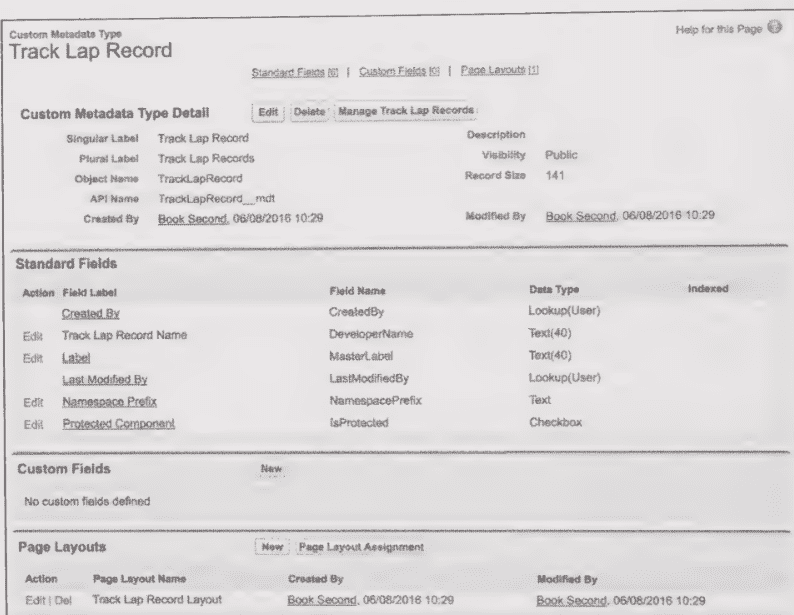 Custom Metadata Type
Track Lap Record
Help for this Page
Standard Fields [6] | Custom Fields [0] | Page Layouts [1]
Custom Metadata Type Detail Edit Delete Manage Track Lap Records
Singular Label Track Lap Record Description
Plural Label Track Lap Records Visibility Public
Object Name TrackLapRecord Record Size 141
API Name TrackLapRecord__mdt
Created By Book Second, 06/08/2016 10:29 Modified By Book Second, 06/08/2016 10:29
Standard Fields
Action Field Label Field Name Data Type Indexed
Created By CreatedBy Lookup(User)
Edit Track Lap Record Name DeveloperName Text(40)
Edit Label MasterLabel Text(40)
Last Modified By LastModifiedBy Lookup(User)
Edit Namespace Prefix NamespacePrefix Text
Edit Protected Component IsProtected Checkbox
Custom Fields New
No custom fields defined
Page Layouts New Page Layout Assignment
Action Page Layout Name Created By Modified By
Edit | Del Track Lap Record Layout Book Second, 06/08/2016 10:29 Book Second, 06/08/2016 10:29